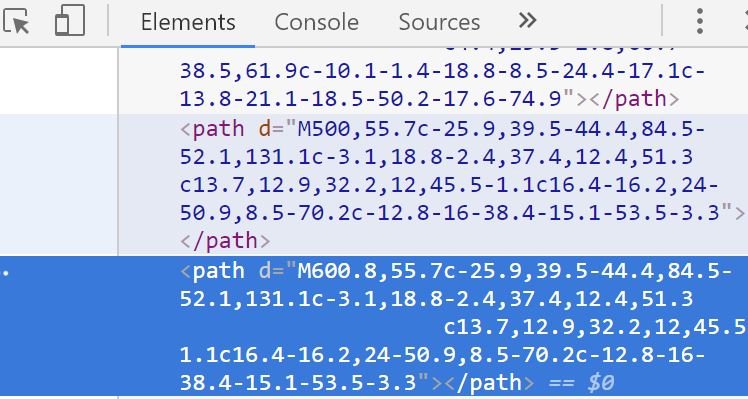 Elements Console Sources »
38.5,61.9c-10.1-1.4-18.8-8.5-24.4-17.1c-
13.8-21.1-18.5-50.2-17.6-74.9"></path>
<path d="M500,55.7c-25.9,39.5-44.4,84.5-
52.1,131.1c-3.1,18.8-2.4,37.4,12.4,51.3
c13.7,12.9,32.2,12,45.5-1.1c16.4-16.2,24-
50.9,8.5-70.2c-12.8-16-38.4-15.1-53.5-3.3">
</path>
<path d="M600.8,55.7c-25.9,39.5-44.4,84.5-
52.1,131.1c-3.1,18.8-2.4,37.4,12.4,51.3
c13.7,12.9,32.2,12,45.5
1.1c16.4-16.2,24-50.9,8.5-70.2c-12.8-16-
38.4-15.1-53.5-3.3"></path> == $0